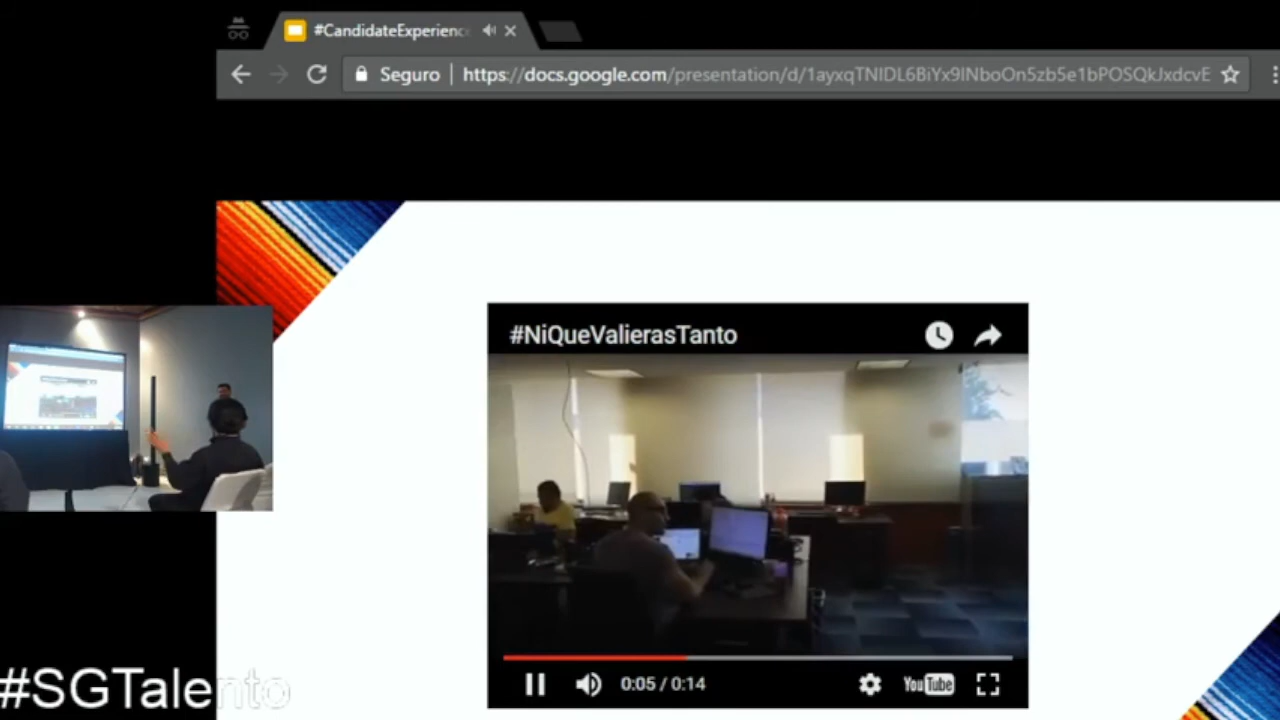 #CandidateExperienc
Seguro
https://docs.google.com/presentation/d/1ayxqTNIDL6BiYx9INboOn5zb5e1bPOSQkJxdcvE
#NiQueValierasTanto
0:05 / 0:14
YouTube
#SGTalento